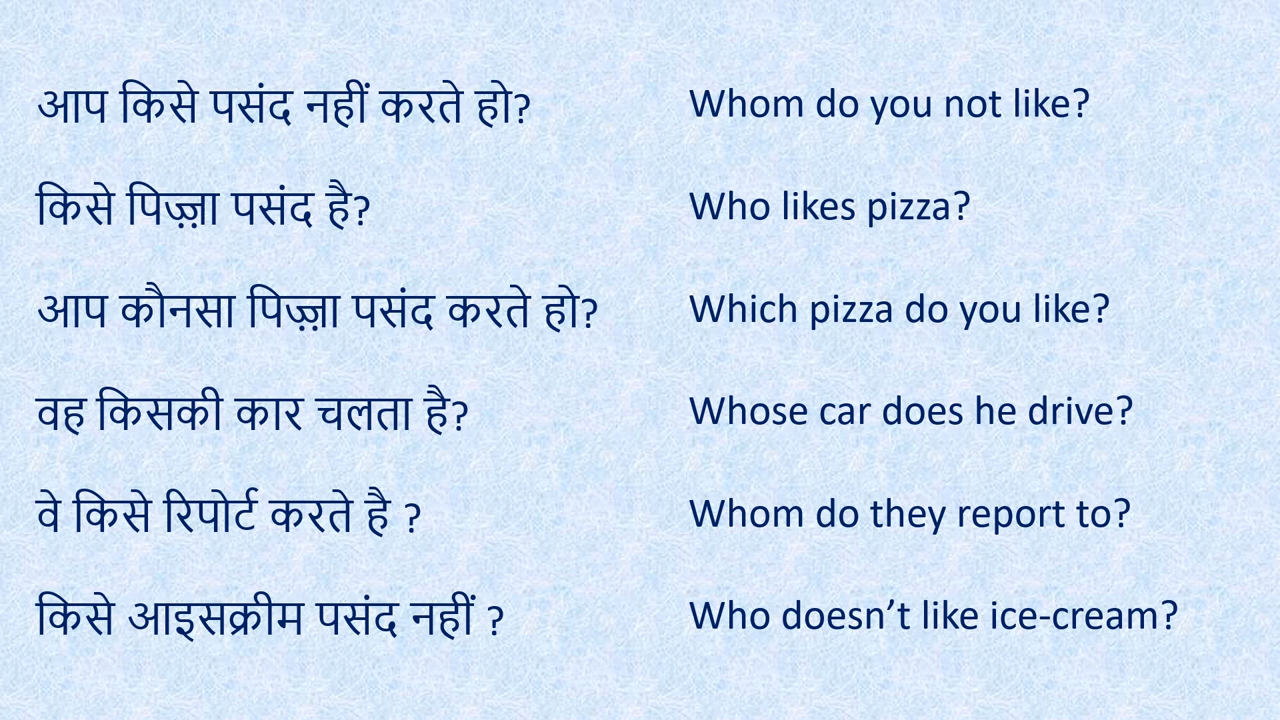 आप किसे पसंद नहीं करते हो? Whom do you not like?
किसे पिज़्ज़ा पसंद है? Who likes pizza?
आप कौनसा पिज़्ज़ा पसंद करते हो? Which pizza do you like?
वह किसकी कार चलता है? Whose car does he drive?
वे किसे रिपोर्ट करते है ? Whom do they report to?
किसे आइसक्रीम पसंद नहीं ? Who doesn’t like ice-cream?